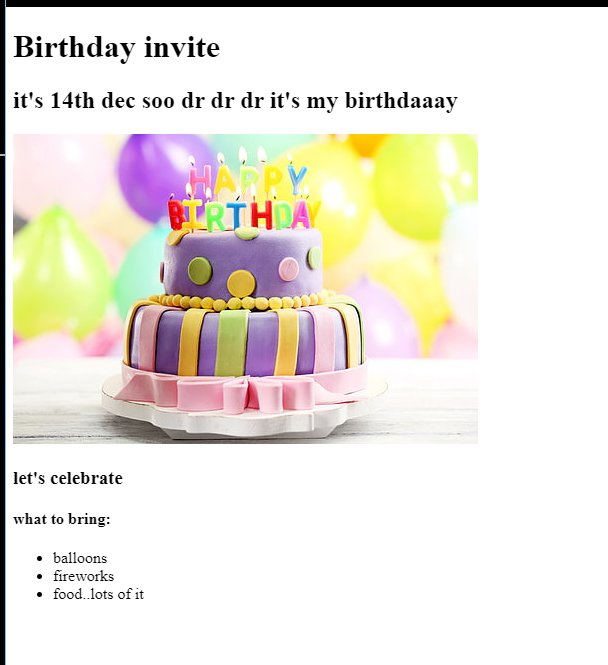 Birthday invite
it's 14th dec soo dr dr dr it's my birthdaaay
HAPPY
BIRTHDAY
let's celebrate
what to bring:
balloons
fireworks
food..lots of it